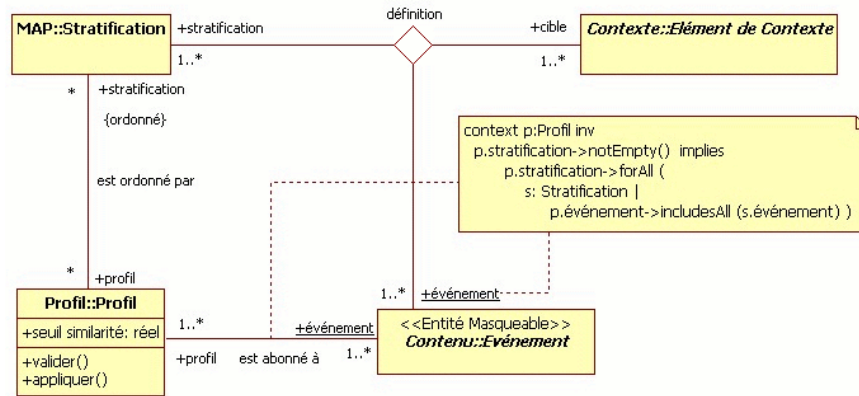 définition
MAP::Stratification
+stratification
+cible
Contexte::Elément de Contexte
1..*
1..*
*
+stratification
{ordonné}
context p:Profil inv
p.stratification->notEmpty() implies
p.stratification->forAll (
s: Stratification |
p.événement->includesAll (s.événement) )
est ordonné par
*
+profil
1..*
+événement
Profil::Profil
+seuil similarité: réel
+valider()
+appliquer()
1..*
+profil
est abonné à
+événement
1..*
<<Entité Masqueable>>
Contenu::Evénement